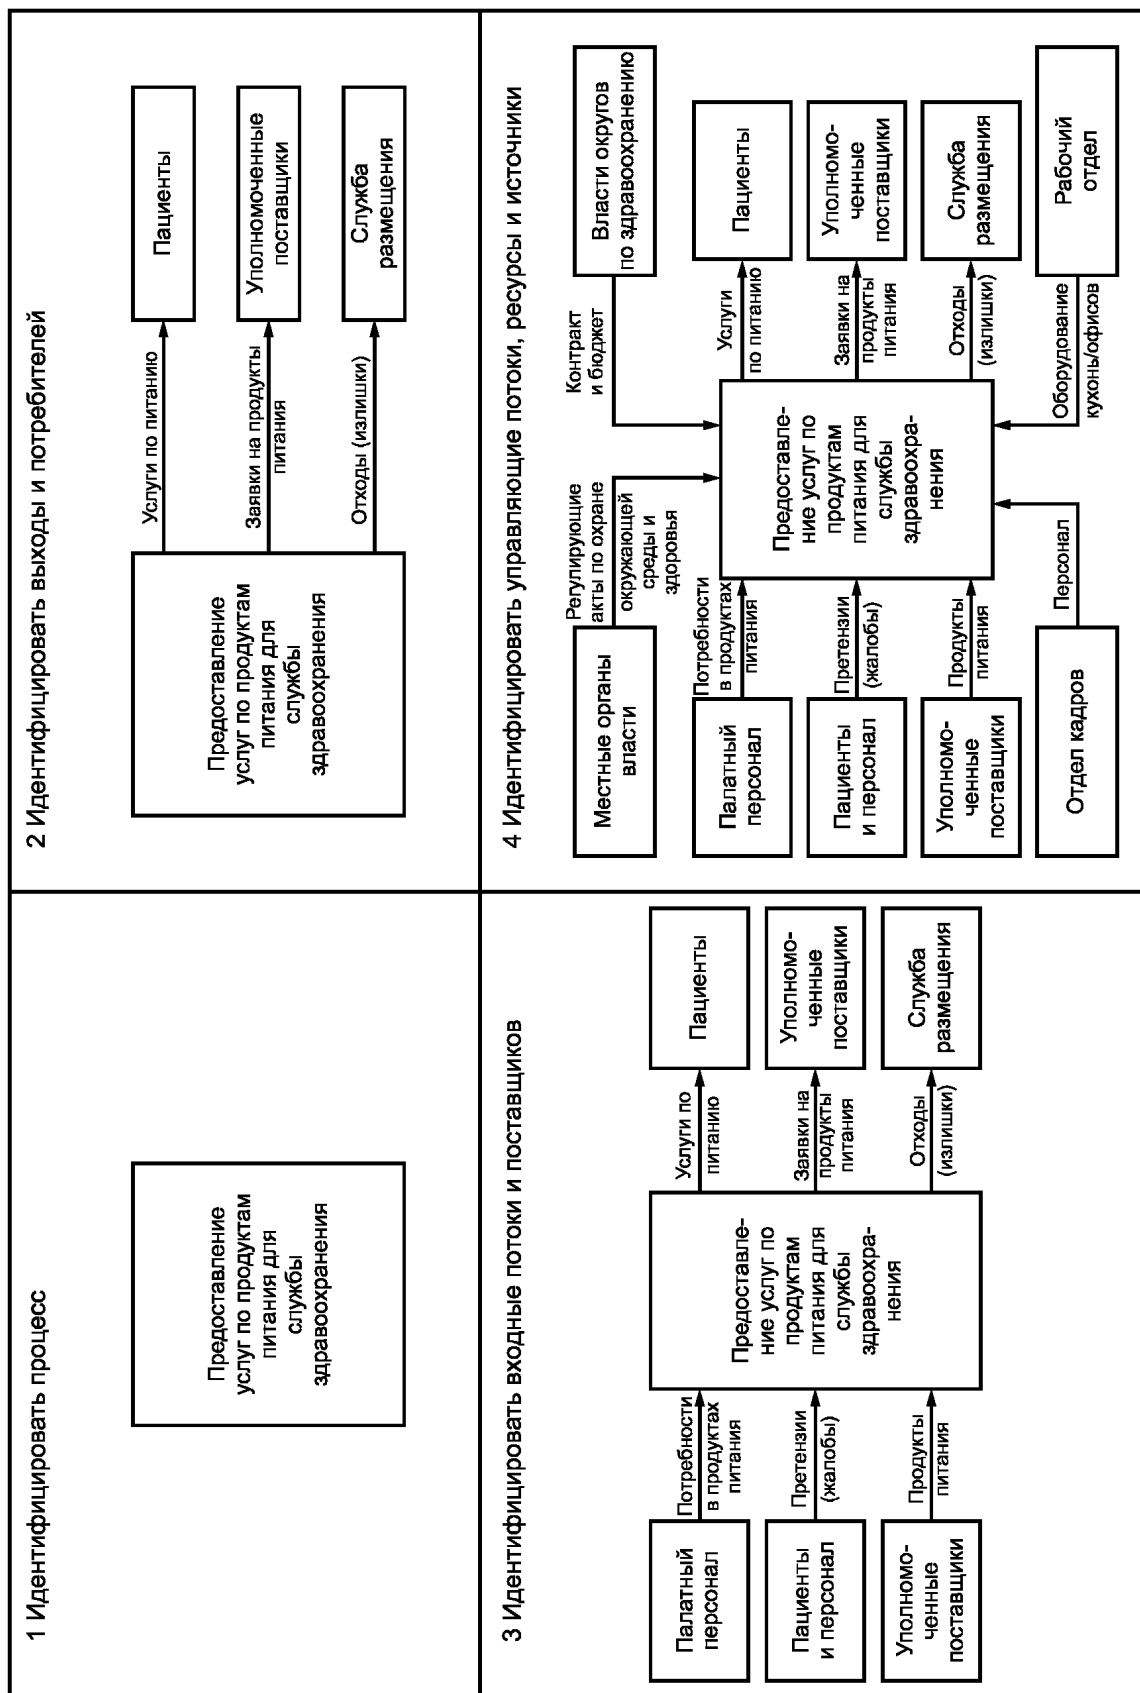 1 Идентифицировать процесс
Предоставление
услуг по продуктам
питания для
службы
здравоохранения
2 Идентифицировать выходы и потребителей
Предоставление
услуг по продуктам
питания для
службы
здравоохранения
Услуги по питанию
Пациенты
Заявки на продукты
питания
Уполномоченные
поставщики
Отходы (излишки)
Служба
размещения
3 Идентифицировать входные потоки и поставщиков
Палатный
персонал
Потребности
в продуктах
питания
Пациенты
и персонал
Претензии
(жалобы)
Уполномо-
ченные
поставщики
Продукты
питания
Предоставле-
ние услуг по
продуктам
питания для
службы
здравоохра-
нения
Услуги по
питанию
Пациенты
Заявки на
продукты
питания
Уполномо-
ченные
поставщики
Отходы
(излишки)
Служба
размещения
4 Идентифицировать управляющие потоки, ресурсы и источники
Местные органы
власти
Регулирующие
акты по охране
окружающей
среды и
здоровья
Контракт
и бюджет
Власти округов
по здравоохранению
Палатный
персонал
Потребности
в продуктах
питания
Пациенты
и персонал
Претензии
(жалобы)
Уполномо-
ченные
поставщики
Продукты
питания
Предоставле-
ние услуг по
продуктам
питания для
службы
здравоохра-
нения
Услуги
по питанию
Пациенты
Заявки на
продукты
питания
Уполномо-
ченные
поставщики
Отходы
(излишки)
Служба
размещения
Отдел кадров
Персонал
Оборудование
кухонь/офисов
Рабочий
отдел